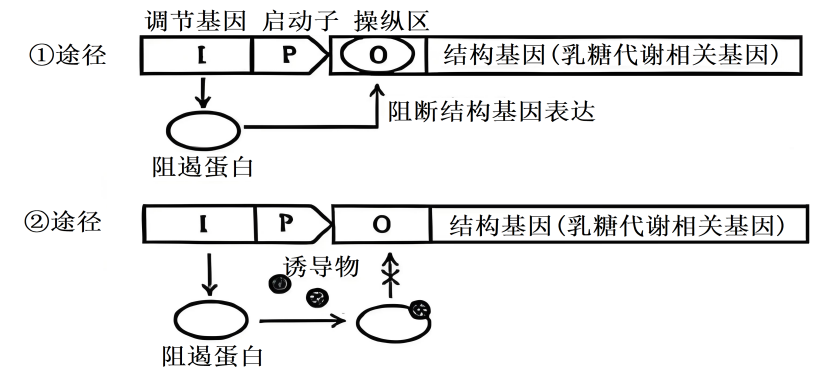 调节基因 启动子 操纵区
①途径 I P O 结构基因(乳糖代谢相关基因)
阻断结构基因表达
阻遏蛋白
②途径 I P O 结构基因(乳糖代谢相关基因)
诱导物
阻遏蛋白